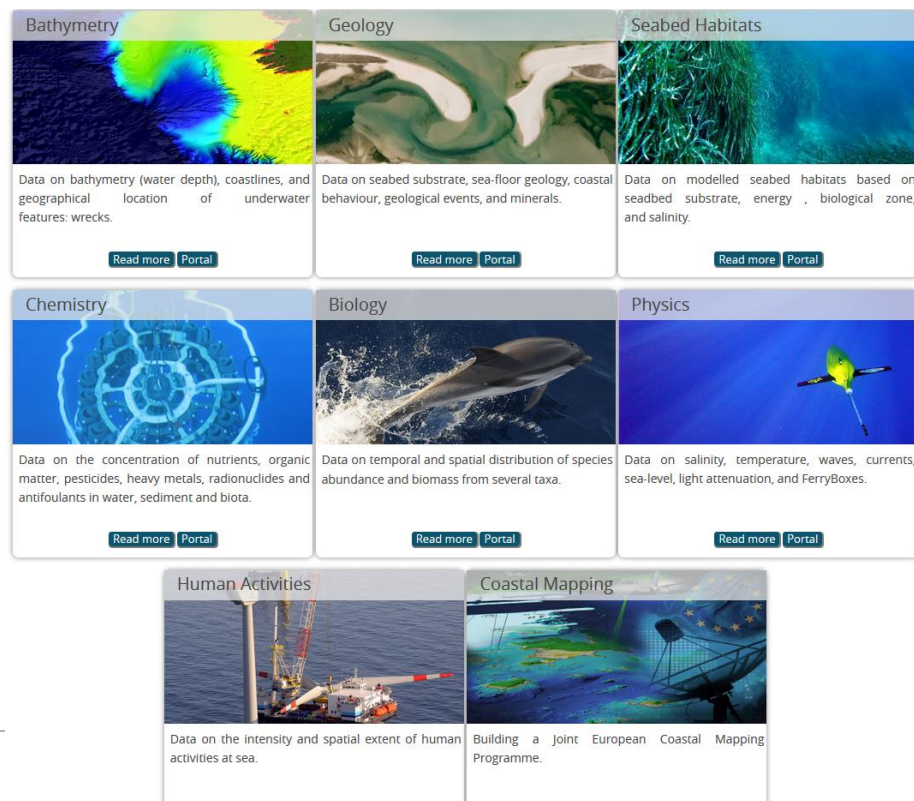 Bathymetry
Data on bathymetry (water depth), coastlines, and
geographical location of underwater
features: wrecks.
Read more Portal
Geology
Data on seabed substrate, sea-floor geology, coastal
behaviour, geological events, and minerals.
Read more Portal
Seabed Habitats
Data on modelled seabed habitats based on
seadbed substrate, energy , biological zone,
and salinity.
Read more Portal
Chemistry
Data on the concentration of nutrients, organic
matter, pesticides, heavy metals, radionuclides and
antifoulants in water, sediment and biota.
Read more Portal
Biology
Data on temporal and spatial distribution of species
abundance and biomass from several taxa.
Read more Portal
Physics
Data on salinity, temperature, waves, currents,
sea-level, light attenuation, and FerryBoxes.
Read more Portal
Human Activities
Data on the intensity and spatial extent of human
activities at sea.
Coastal Mapping
Building a Joint European Coastal Mapping
Programme.